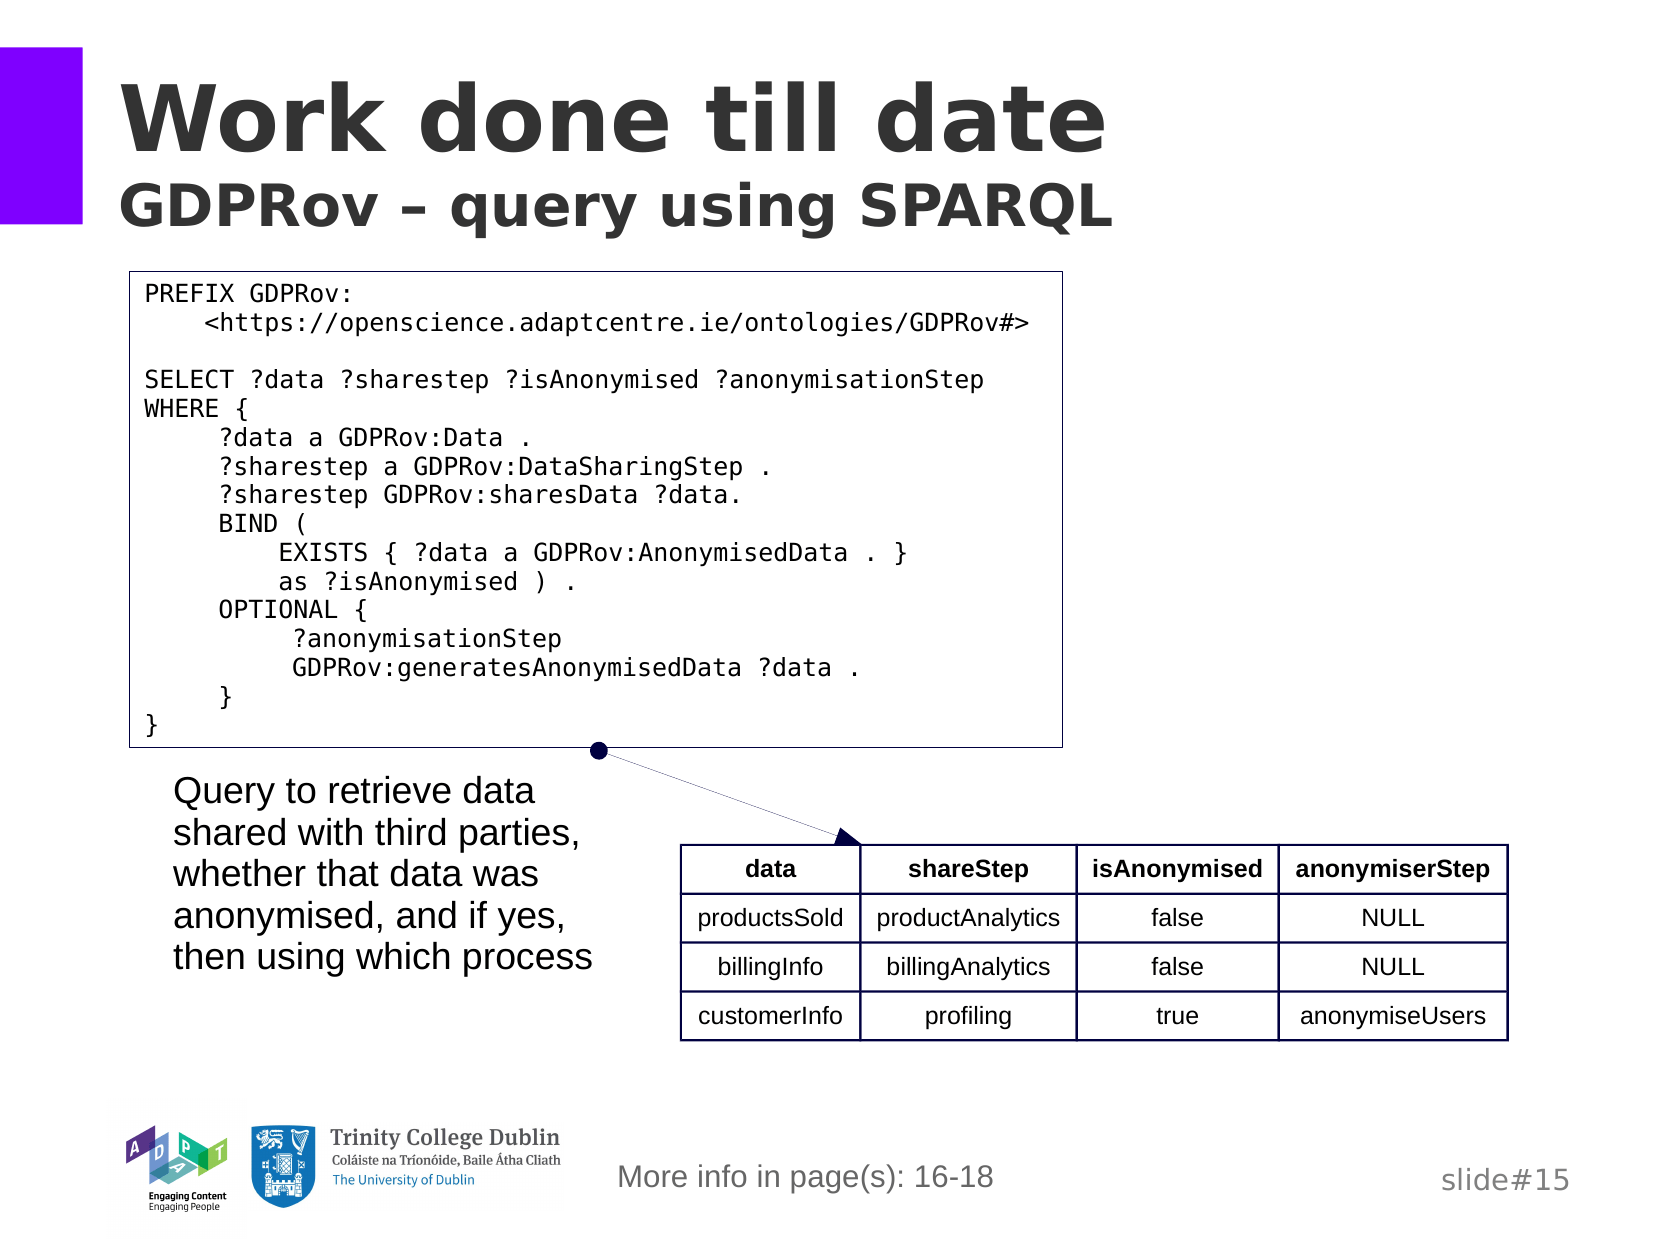 Work done till date
GDPRov – query using SPARQL
PREFIX GDPRov:
<https://openscience.adaptcentre.ie/ontologies/GDPRov#>
SELECT ?data ?sharestep ?isAnonymised ?anonymisationStep
WHERE {
?data a GDPRov:Data .
?sharestep a GDPRov:DataSharingStep .
?sharestep GDPRov:sharesData ?data.
BIND (
EXISTS { ?data a GDPRov:AnonymisedData . }
as ?isAnonymised ) .
OPTIONAL {
?anonymisationStep
GDPRov:generatesAnonymisedData ?data .
}
}
Query to retrieve data
shared with third parties,
whether that data was
anonymised, and if yes,
then using which process
data shareStep isAnonymised anonymiserStep
productsSold productAnalytics false NULL
billingInfo billingAnalytics false NULL
customerInfo profiling true anonymiseUsers
ADAPT
Engaging Content
Engaging People
Trinity College Dublin
Coláiste na Tríonóide, Baile Átha Cliath
The University of Dublin
More info in page(s): 16-18
slide#15